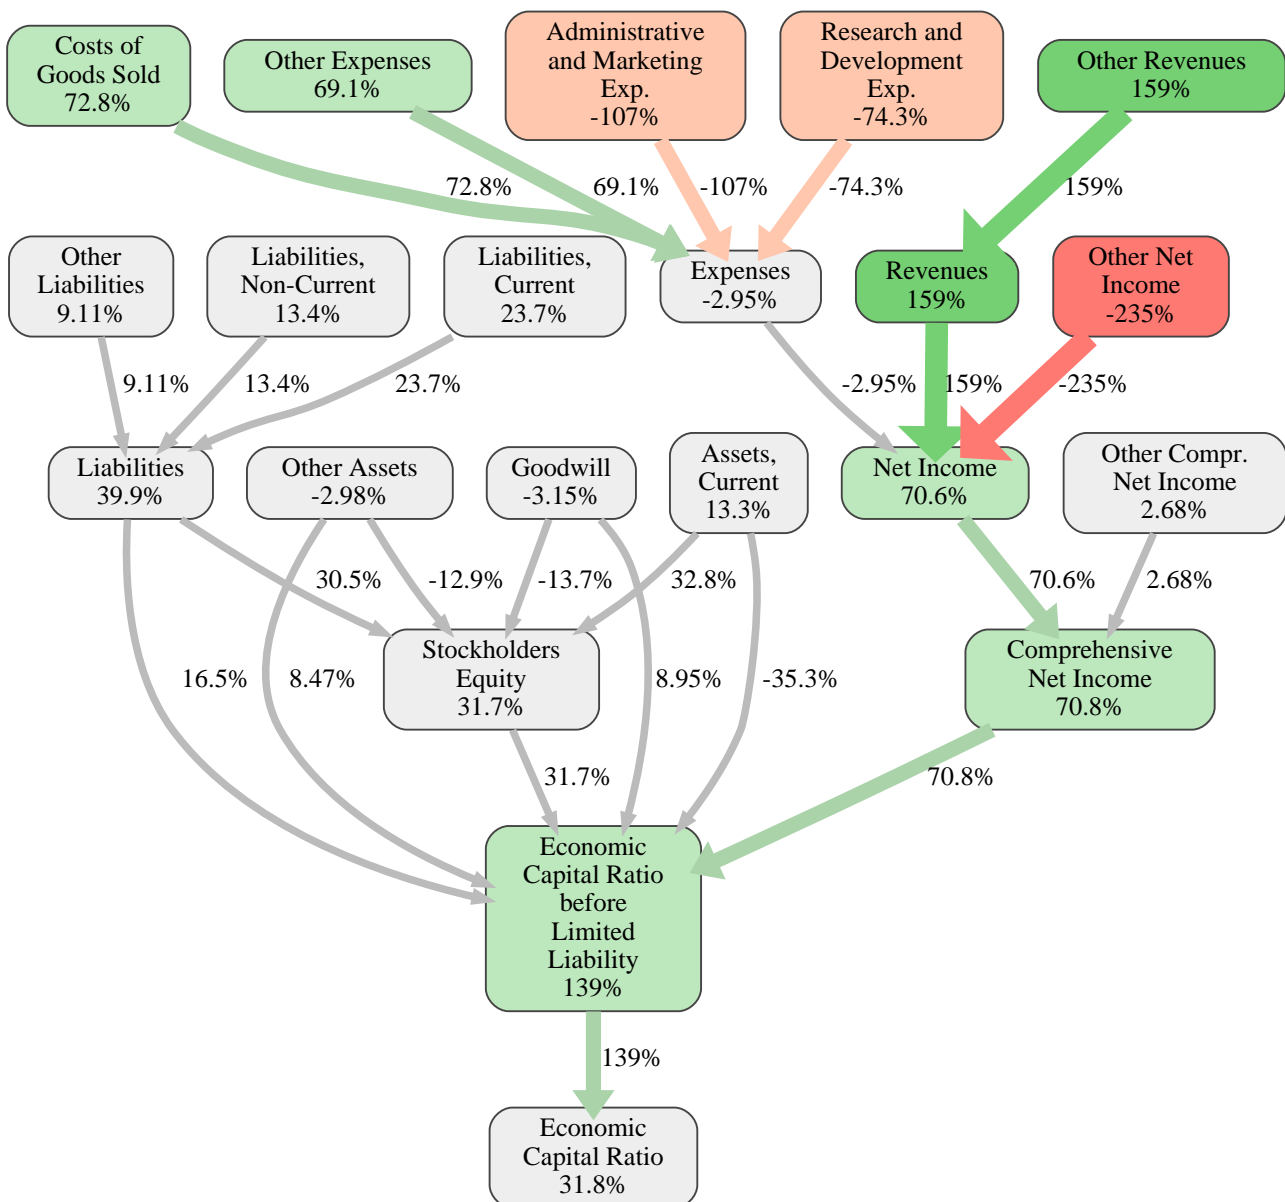 Costs of
Goods Sold
72.8%
Other Expenses
69.1%
Administrative
and Marketing
Exp.
-107%
Research and
Development
Exp.
-74.3%
Other Revenues
159%
72.8%
69.1%
-107%
-74.3%
159%
Other
Liabilities
9.11%
Liabilities,
Non-Current
13.4%
Liabilities,
Current
23.7%
Expenses
-2.95%
Revenues
159%
Other Net
Income
-235%
9.11%
13.4%
23.7%
-2.95%
159%
-235%
Liabilities
39.9%
Other Assets
-2.98%
Goodwill
-3.15%
Assets,
Current
13.3%
Net Income
70.6%
Other Compr.
Net Income
2.68%
30.5%
-12.9%
-13.7%
32.8%
70.6%
2.68%
16.5%
8.47%
Stockholders
Equity
31.7%
8.95%
-35.3%
Comprehensive
Net Income
70.8%
31.7%
70.8%
Economic
Capital Ratio
before
Limited
Liability
139%
139%
Economic
Capital Ratio
31.8%